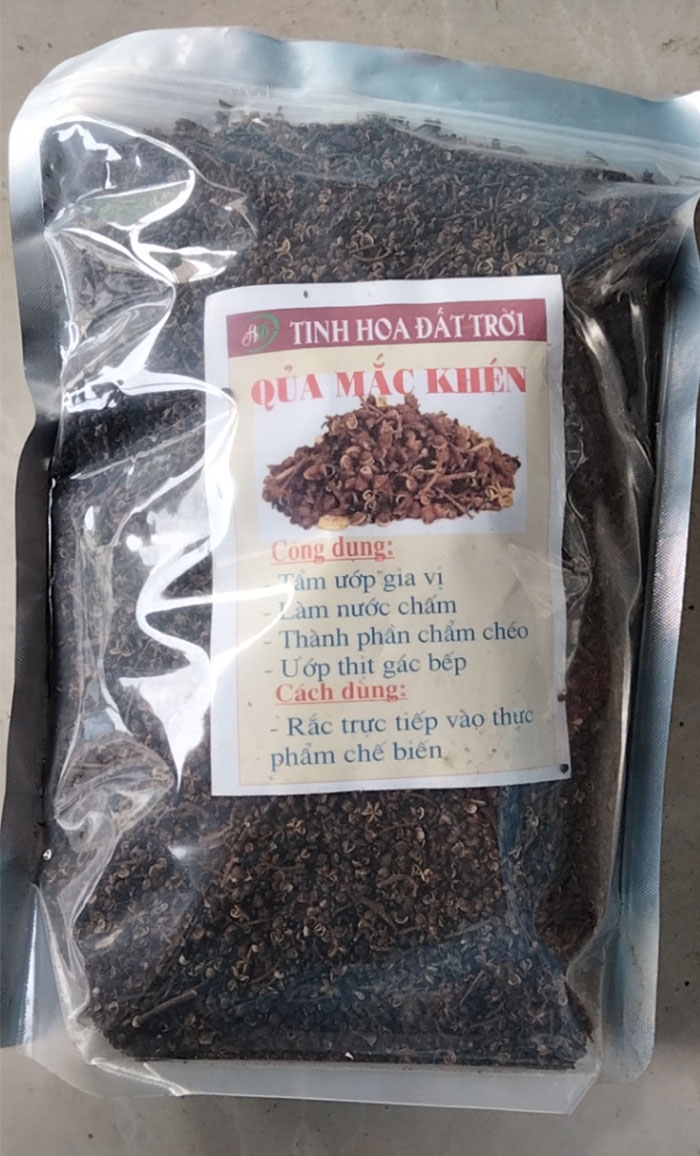 TINH HOA ĐẤT TRỜI
QỦA MẮC KHÉN
Công dụng:
- Tẩm ướp gia vị
- Làm nước chấm
- Thành phần chẩm chéo
- Ướp thịt gác bếp
Cách dùng:
- Rắc trực tiếp vào thực
phẩm chế biến